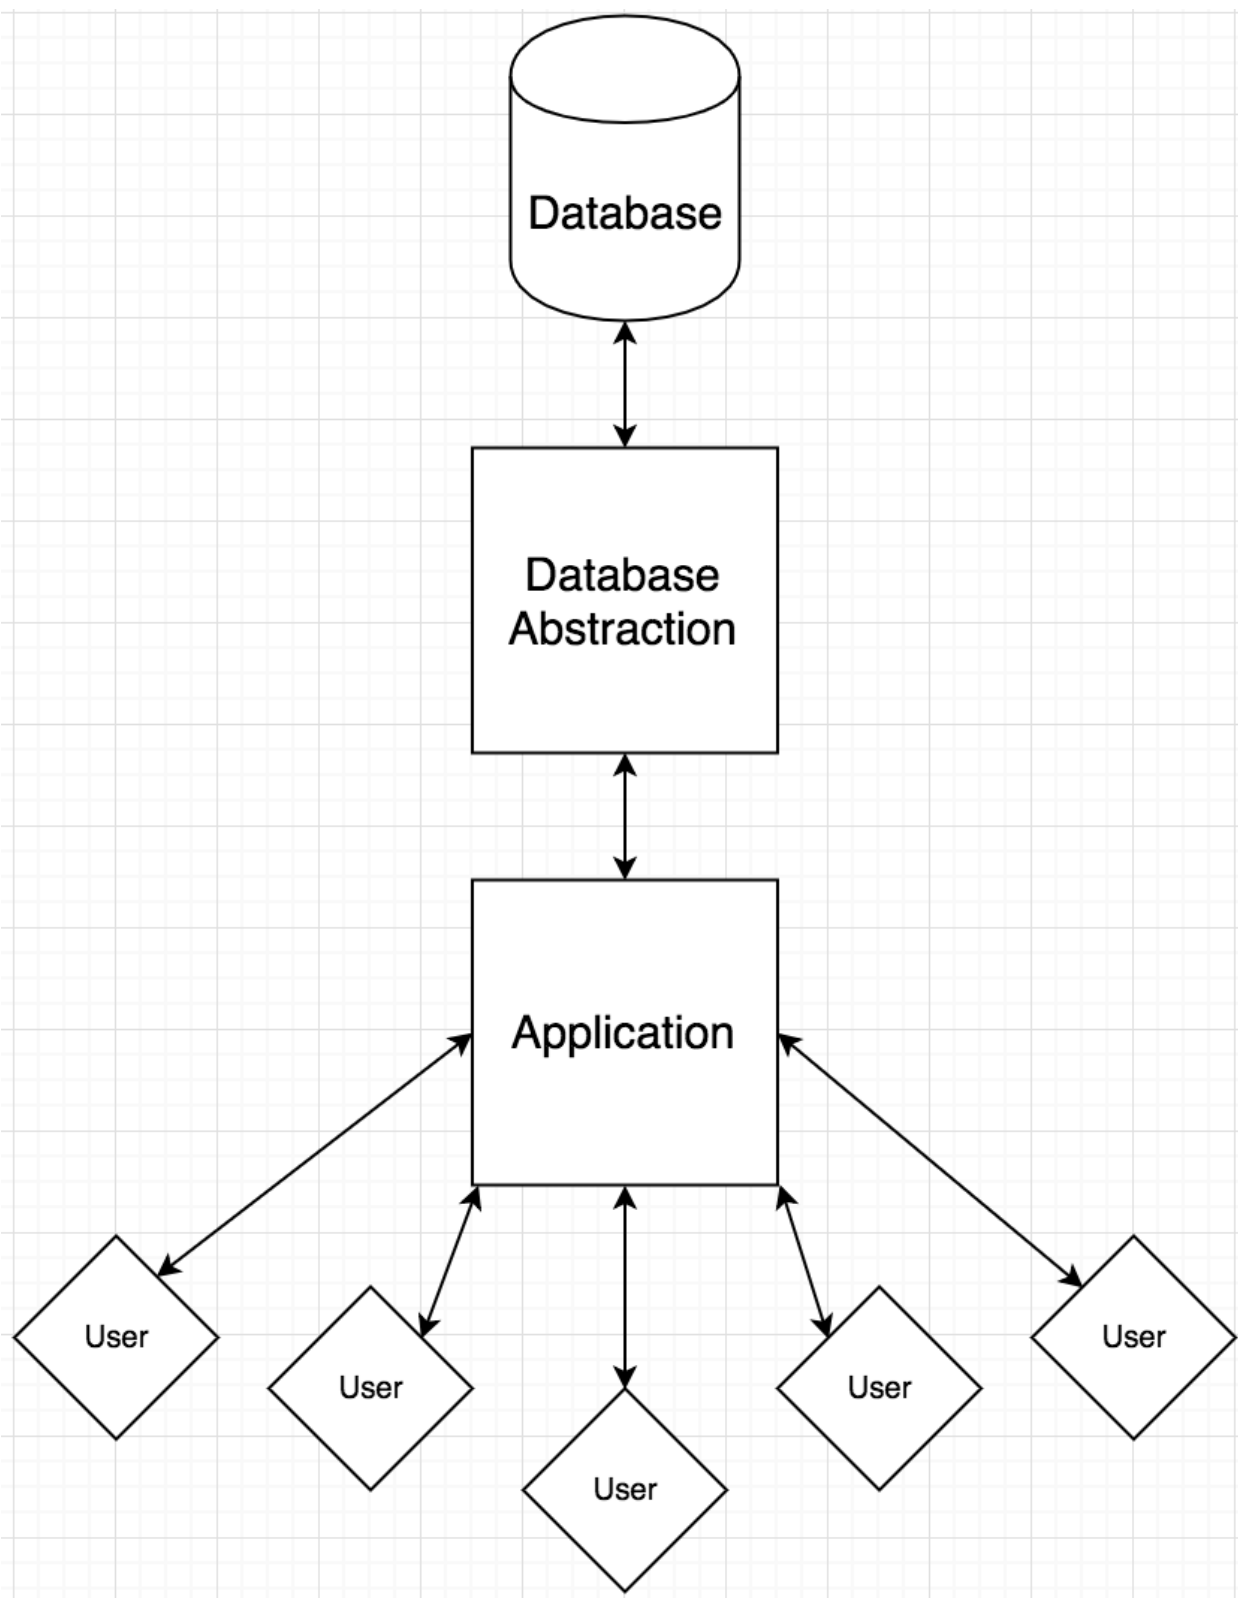 Database
Database
Abstraction
Application
User
User
User
User
User